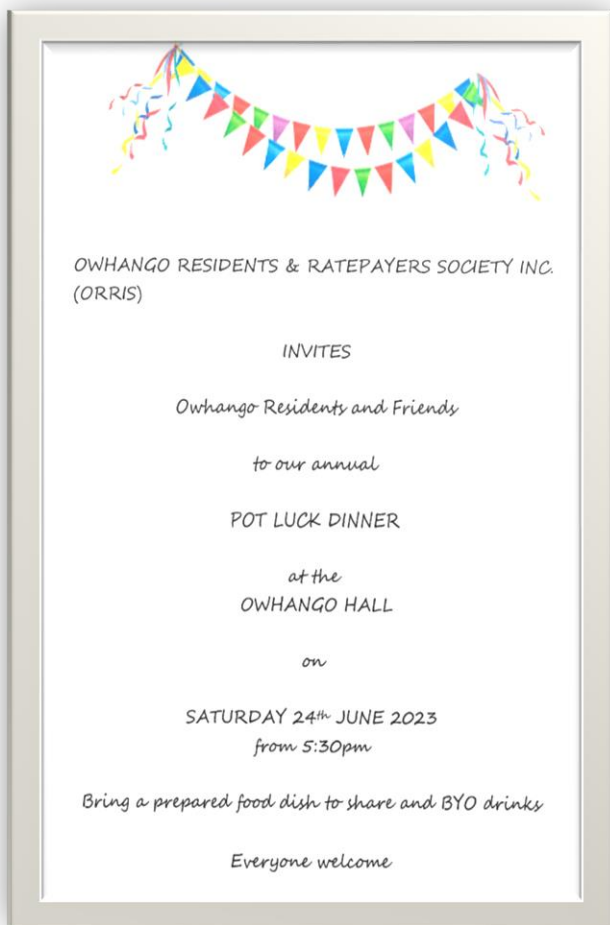 OWHANGO RESIDENTS & RATEPAYERS SOCIETY INC.
(ORRIS)
INVITES
Owhango Residents and Friends
to our annual
POT LUCK DINNER
at the
OWHANGO HALL
on
SATURDAY 24th JUNE 2023
from 5:30pm
Bring a prepared food dish to share and BYO drinks
Everyone welcome